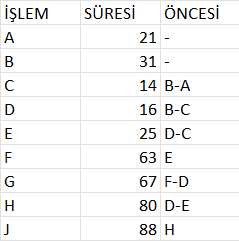 İŞLEM SÜRESİ ÖNCESİ
A 21 -
B 31 -
C 14 B-A
D 16 B-C
E 25 D-C
F 63 E
G 67 F-D
H 80 D-E
J 88 H